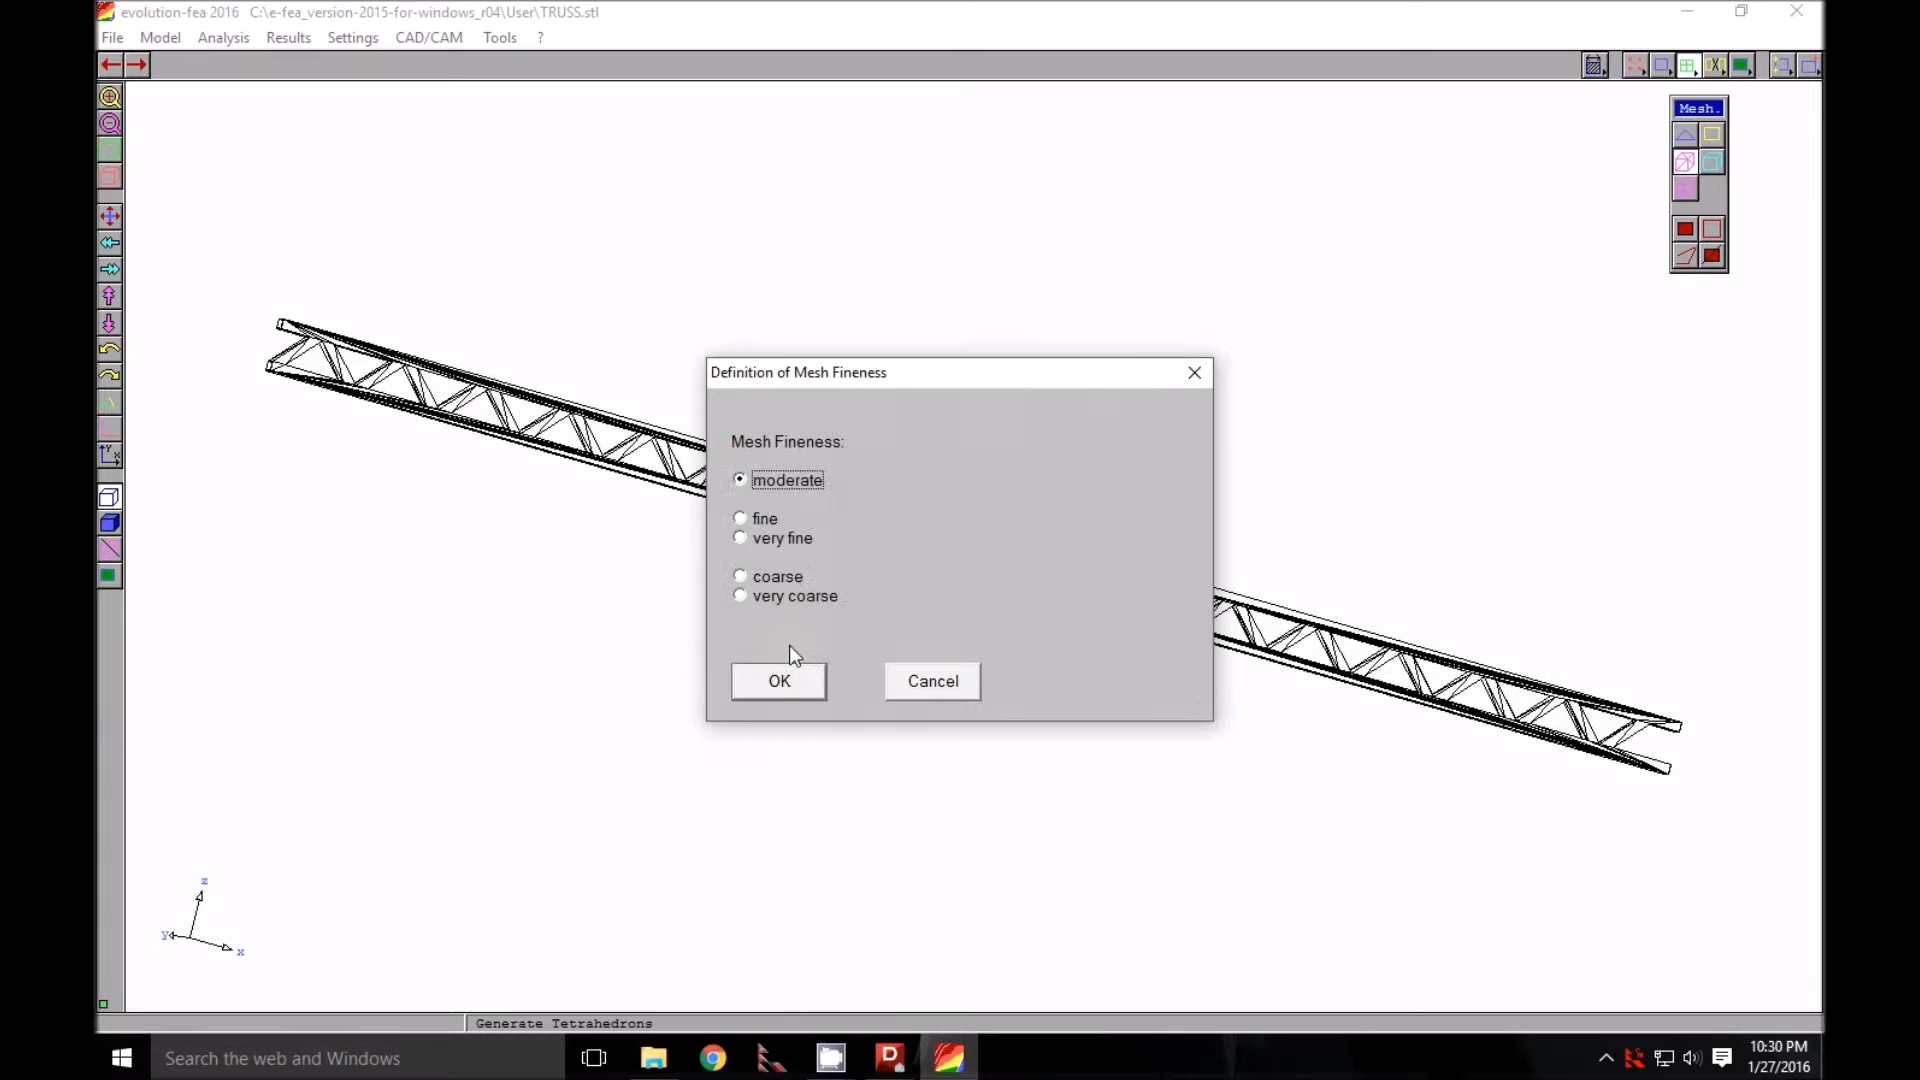 evolution-fea 2016 C:\e-fea_version-2015-for-windows_r04\User\TRUSS.stl
File Model Analysis Results Settings CAD/CAM Tools ?
Mesh.
Definition of Mesh Fineness
Mesh Fineness:
moderate
fine
very fine
coarse
very coarse
OK Cancel
z
y
x
Generate Tetrahedrons
Search the web and Windows
10:30 PM
1/27/2016